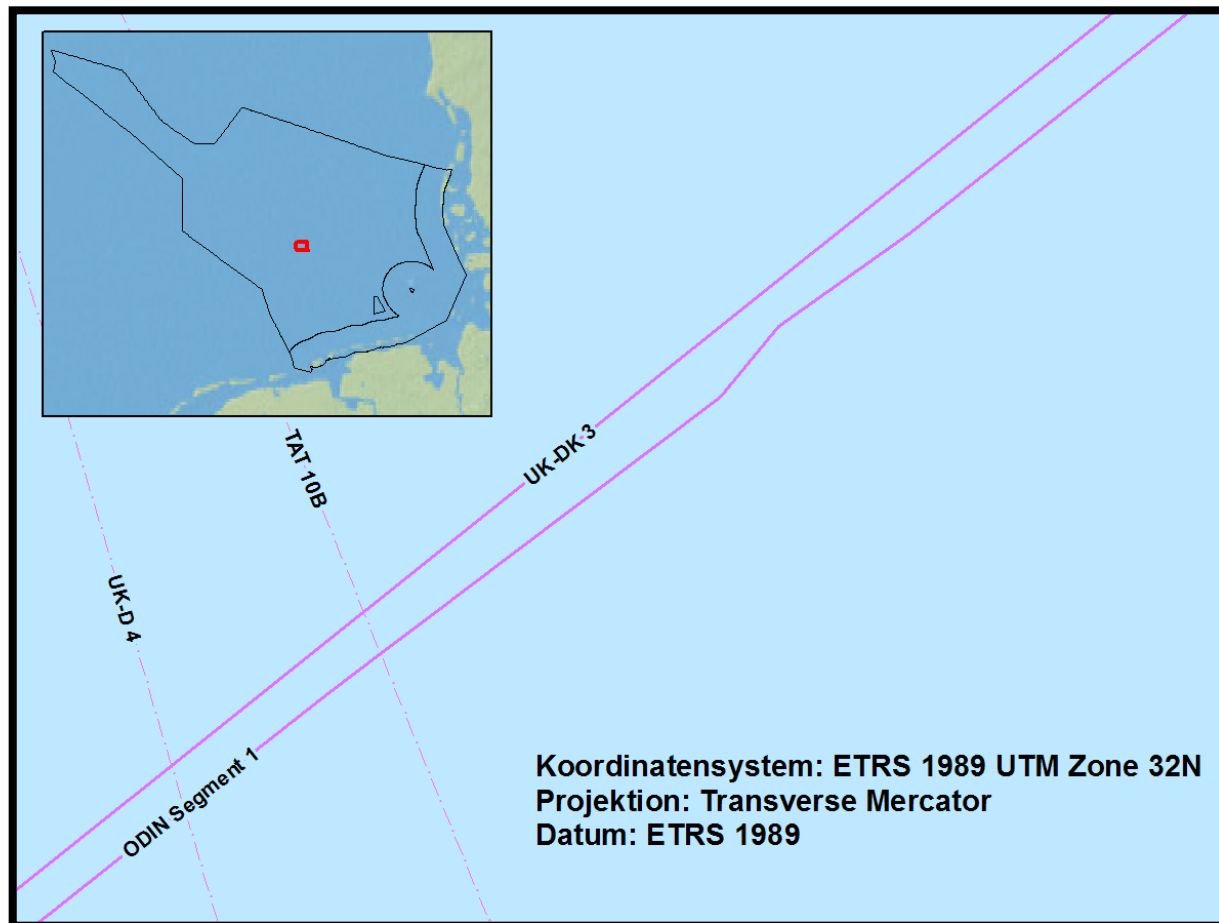 UK-DK 3
TAT 10B
UK-D 4
ODIN Segment 1
Koordinatensystem: ETRS 1989 UTM Zone 32N
Projektion: Transverse Mercator
Datum: ETRS 1989